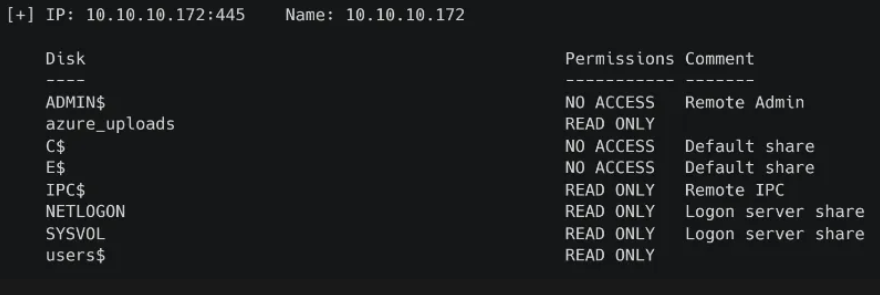 [+] IP: 10.10.10.172:445 Name: 10.10.10.172
Disk Permissions Comment
---- ----------- -------
ADMIN$ NO ACCESS Remote Admin
azure_uploads READ ONLY
C$ NO ACCESS Default share
E$ NO ACCESS Default share
IPC$ READ ONLY Remote IPC
NETLOGON READ ONLY Logon server share
SYSVOL READ ONLY Logon server share
users$ READ ONLY